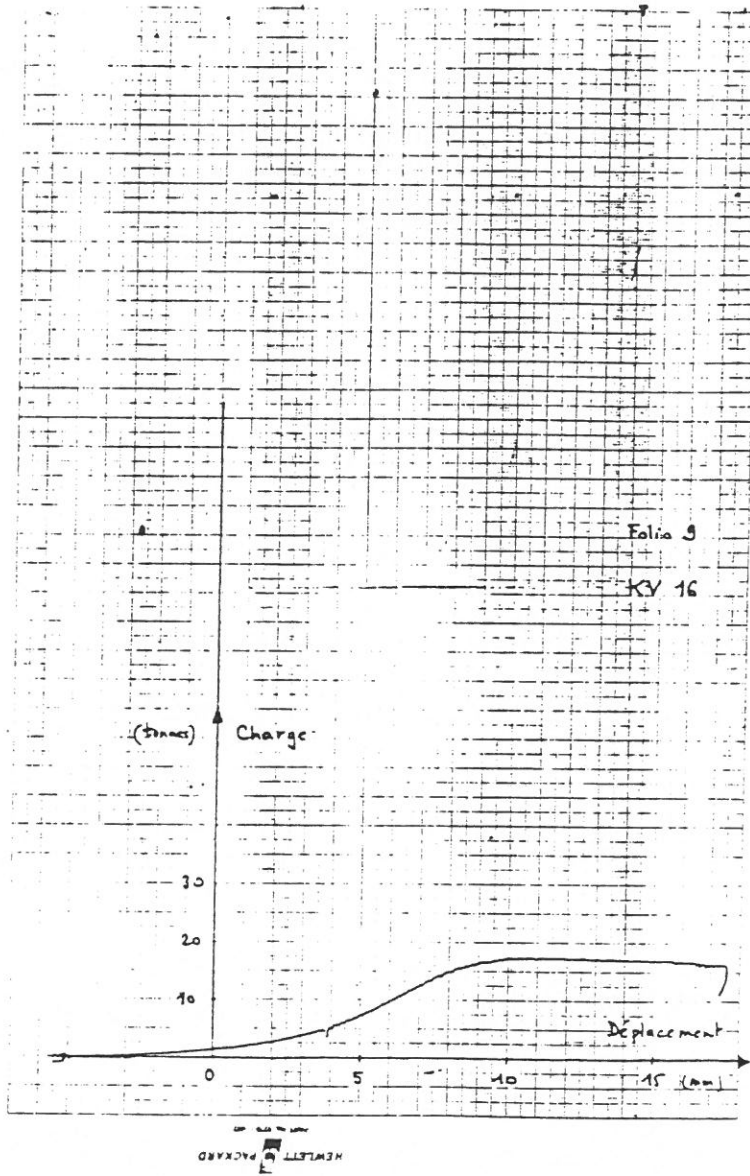 Folio 9
KV 16
(tonnes) Charge
30
20
10
Déplacement
0 5 10 15 (mm)
HEWLETT PACKARD